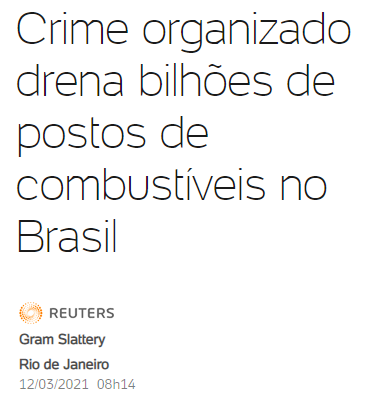 Crime organizado
drena bilhões de
postos de
combustíveis no
Brasil
REUTERS
Gram Slattery
Rio de Janeiro
12/03/2021 08h14